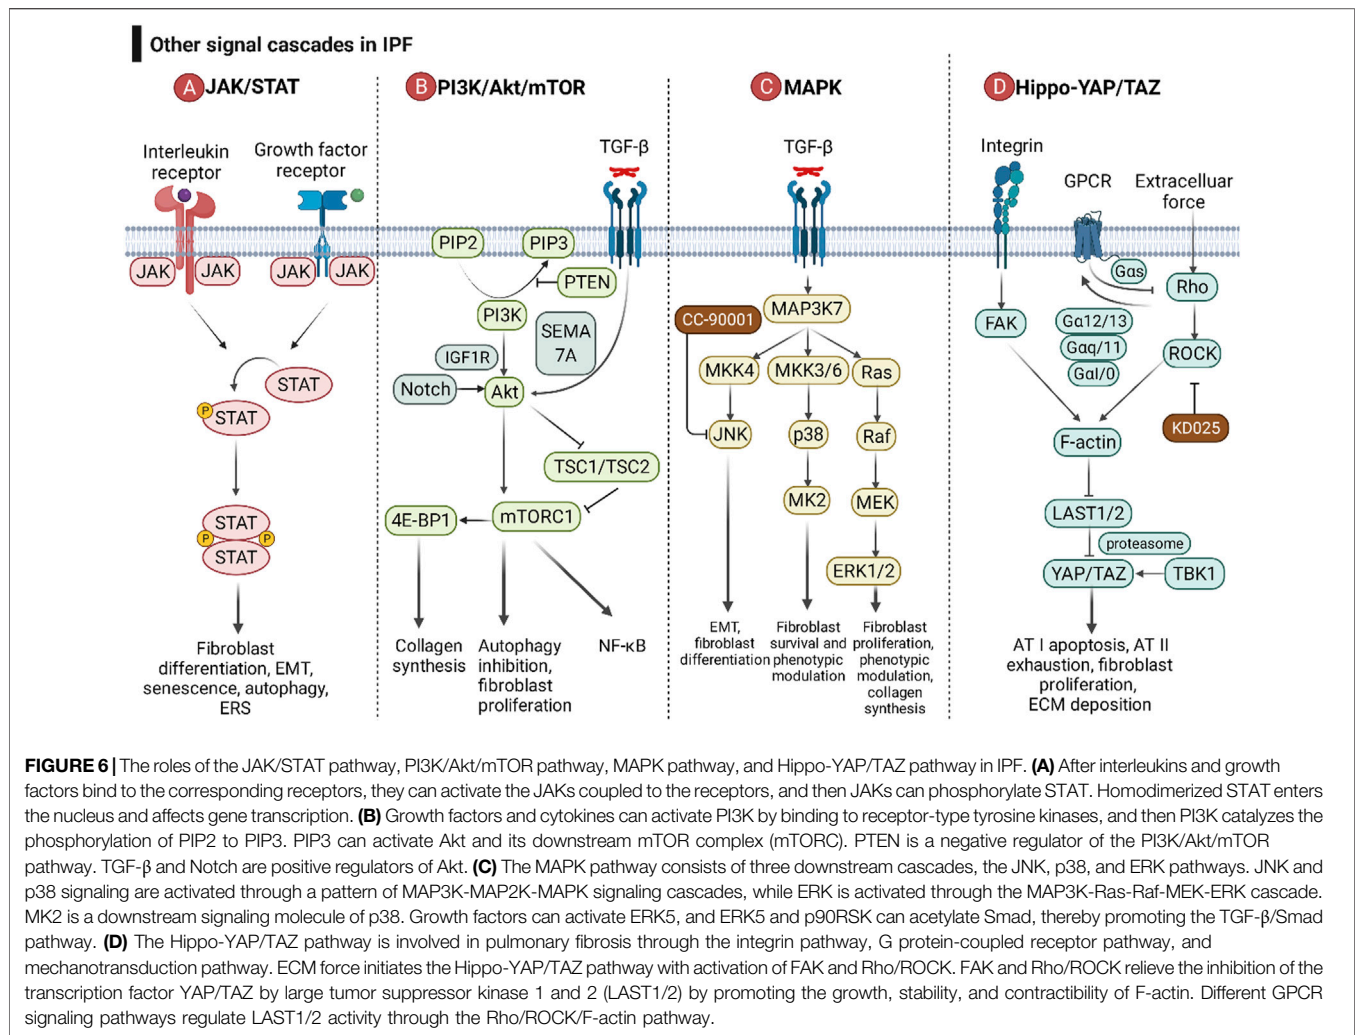 Other signal cascades in IPF
A JAK/STAT
Interleukin
receptor
Growth factor
receptor
JAK
JAK
JAK
JAK
STAT
P
STAT
STAT
P
P
STAT
Fibroblast
differentiation, EMT,
senescence, autophagy,
ERS
B PI3K/Akt/mTOR
TGF-β
PIP2
PIP3
PTEN
PI3K
SEMA
7A
IGF1R
Notch
Akt
TSC1/TSC2
4E-BP1
mTORC1
Collagen
synthesis
Autophagy
inhibition,
fibroblast
proliferation
NF-κB
C MAPK
TGF-β
MAP3K7
CC-90001
MKK4
MKK3/6
Ras
JNK
p38
Raf
MK2
MEK
ERK1/2
EMT,
fibroblast
differentiation
Fibroblast
survival and
phenotypic
modulation
Fibroblast
proliferation,
phenotypic
modulation,
collagen
synthesis
D Hippo-YAP/TAZ
Integrin
GPCR
Extracelluar
force
Gαs
Rho
FAK
Gα12/13
Gαq/11
GαI/0
ROCK
KD025
F-actin
LAST1/2
proteasome
YAP/TAZ
TBK1
AT I apoptosis, AT II
exhaustion, fibroblast
proliferation,
ECM deposition
FIGURE 6 | The roles of the JAK/STAT pathway, PI3K/Akt/mTOR pathway, MAPK pathway, and Hippo-YAP/TAZ pathway in IPF. (A) After interleukins and growth
factors bind to the corresponding receptors, they can activate the JAKs coupled to the receptors, and then JAKs can phosphorylate STAT. Homodimerized STAT enters
the nucleus and affects gene transcription. (B) Growth factors and cytokines can activate PI3K by binding to receptor-type tyrosine kinases, and then PI3K catalyzes the
phosphorylation of PIP2 to PIP3. PIP3 can activate Akt and its downstream mTOR complex (mTORC). PTEN is a negative regulator of the PI3K/Akt/mTOR
pathway. TGF-β and Notch are positive regulators of Akt. (C) The MAPK pathway consists of three downstream cascades, the JNK, p38, and ERK pathways. JNK and
p38 signaling are activated through a pattern of MAP3K-MAP2K-MAPK signaling cascades, while ERK is activated through the MAP3K-Ras-Raf-MEK-ERK cascade.
MK2 is a downstream signaling molecule of p38. Growth factors can activate ERK5, and ERK5 and p90RSK can acetylate Smad, thereby promoting the TGF-β/Smad
pathway. (D) The Hippo-YAP/TAZ pathway is involved in pulmonary fibrosis through the integrin pathway, G protein-coupled receptor pathway, and
mechanotransduction pathway. ECM force initiates the Hippo-YAP/TAZ pathway with activation of FAK and Rho/ROCK. FAK and Rho/ROCK relieve the inhibition of the
transcription factor YAP/TAZ by large tumor suppressor kinase 1 and 2 (LAST1/2) by promoting the growth, stability, and contractibility of F-actin. Different GPCR
signaling pathways regulate LAST1/2 activity through the Rho/ROCK/F-actin pathway.